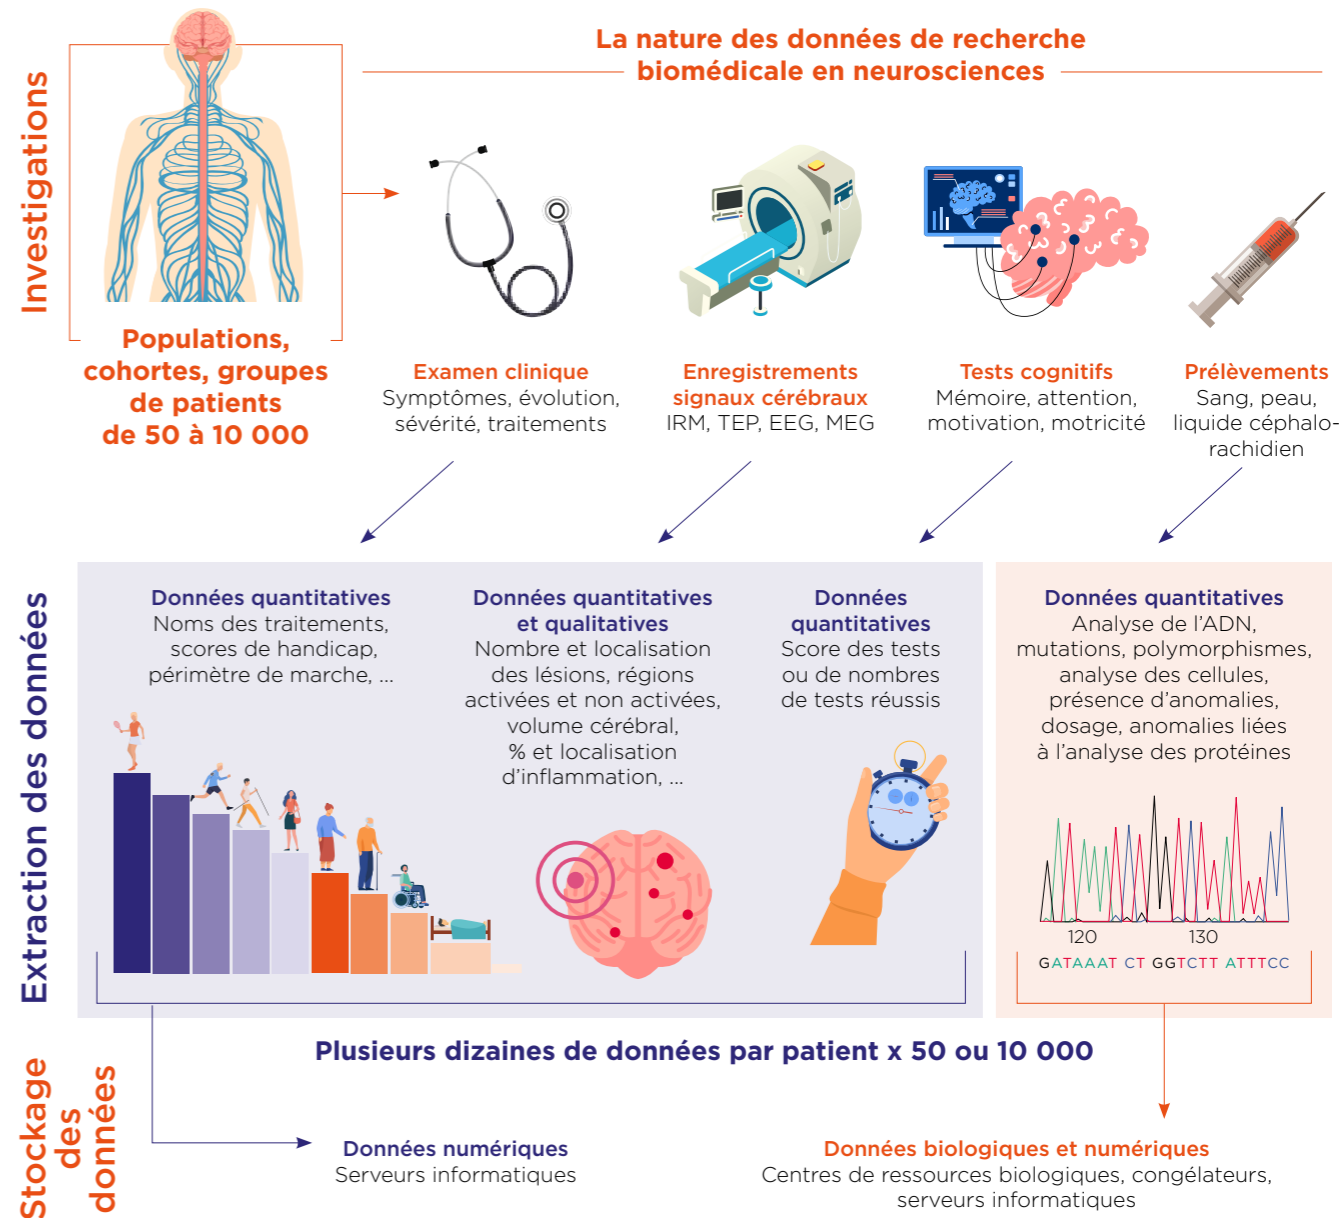 La nature des données de recherche
biomédicale en neurosciences
Investigations
Populations,
cohortes, groupes
de patients
de 50 à 10 000
Examen clinique
Symptômes, évolution,
sévérité, traitements
Enregistrements
signaux cérébraux
IRM, TEP, EEG, MEG
Tests cognitifs
Mémoire, attention,
motivation, motricité
Prélèvements
Sang, peau,
liquide céphalo-
rachidien
Extraction des données
Données quantitatives
Noms des traitements,
scores de handicap,
périmètre de marche, ...
Données quantitatives
et qualitatives
Nombre et localisation
des lésions, régions
activées et non activées,
volume cérébral,
% et localisation
d’inflammation, ...
Données
quantitatives
Score des tests
ou de nombres
de tests réussis
Données quantitatives
Analyse de l’ADN,
mutations, polymorphismes,
analyse des cellules,
présence d’anomalies,
dosage, anomalies liées
à l’analyse des protéines
120 130
GATAAAT CT GGTCTT ATTTCC
Plusieurs dizaines de données par patient x 50 ou 10 000
Stockage
des
données
Données numériques
Serveurs informatiques
Données biologiques et numériques
Centres de ressources biologiques, congélateurs,
serveurs informatiques